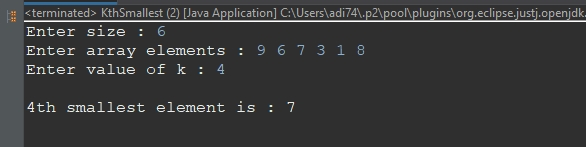 <terminated> KthSmallest (2) [Java Application] C:\Users\adi74\.p2\pool\plugins\org.eclipse.justj.openjdk.
Enter size : 6
Enter array elements : 9 6 7 3 1 8
Enter value of k : 4
4th smallest element is : 7